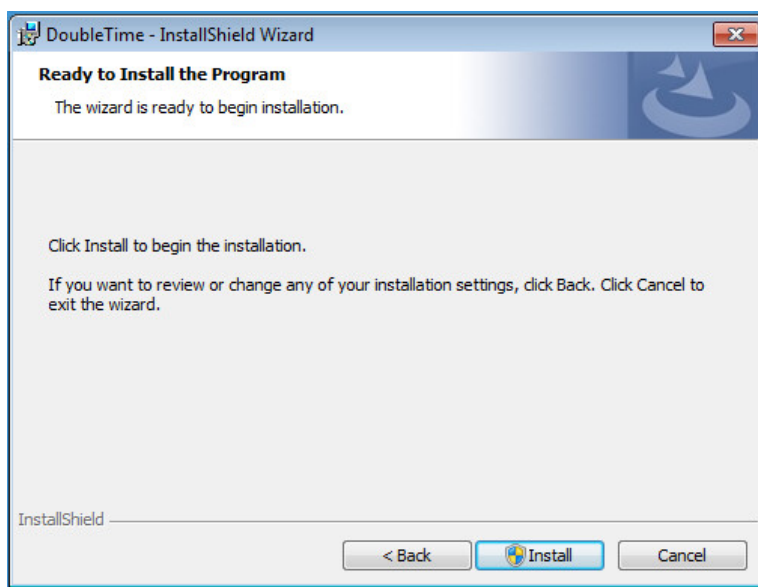 DoubleTime - InstallShield Wizard
Ready to Install the Program
The wizard is ready to begin installation.
Click Install to begin the installation.
If you want to review or change any of your installation settings, click Back. Click Cancel to
exit the wizard.
InstallShield
< Back
Install
Cancel